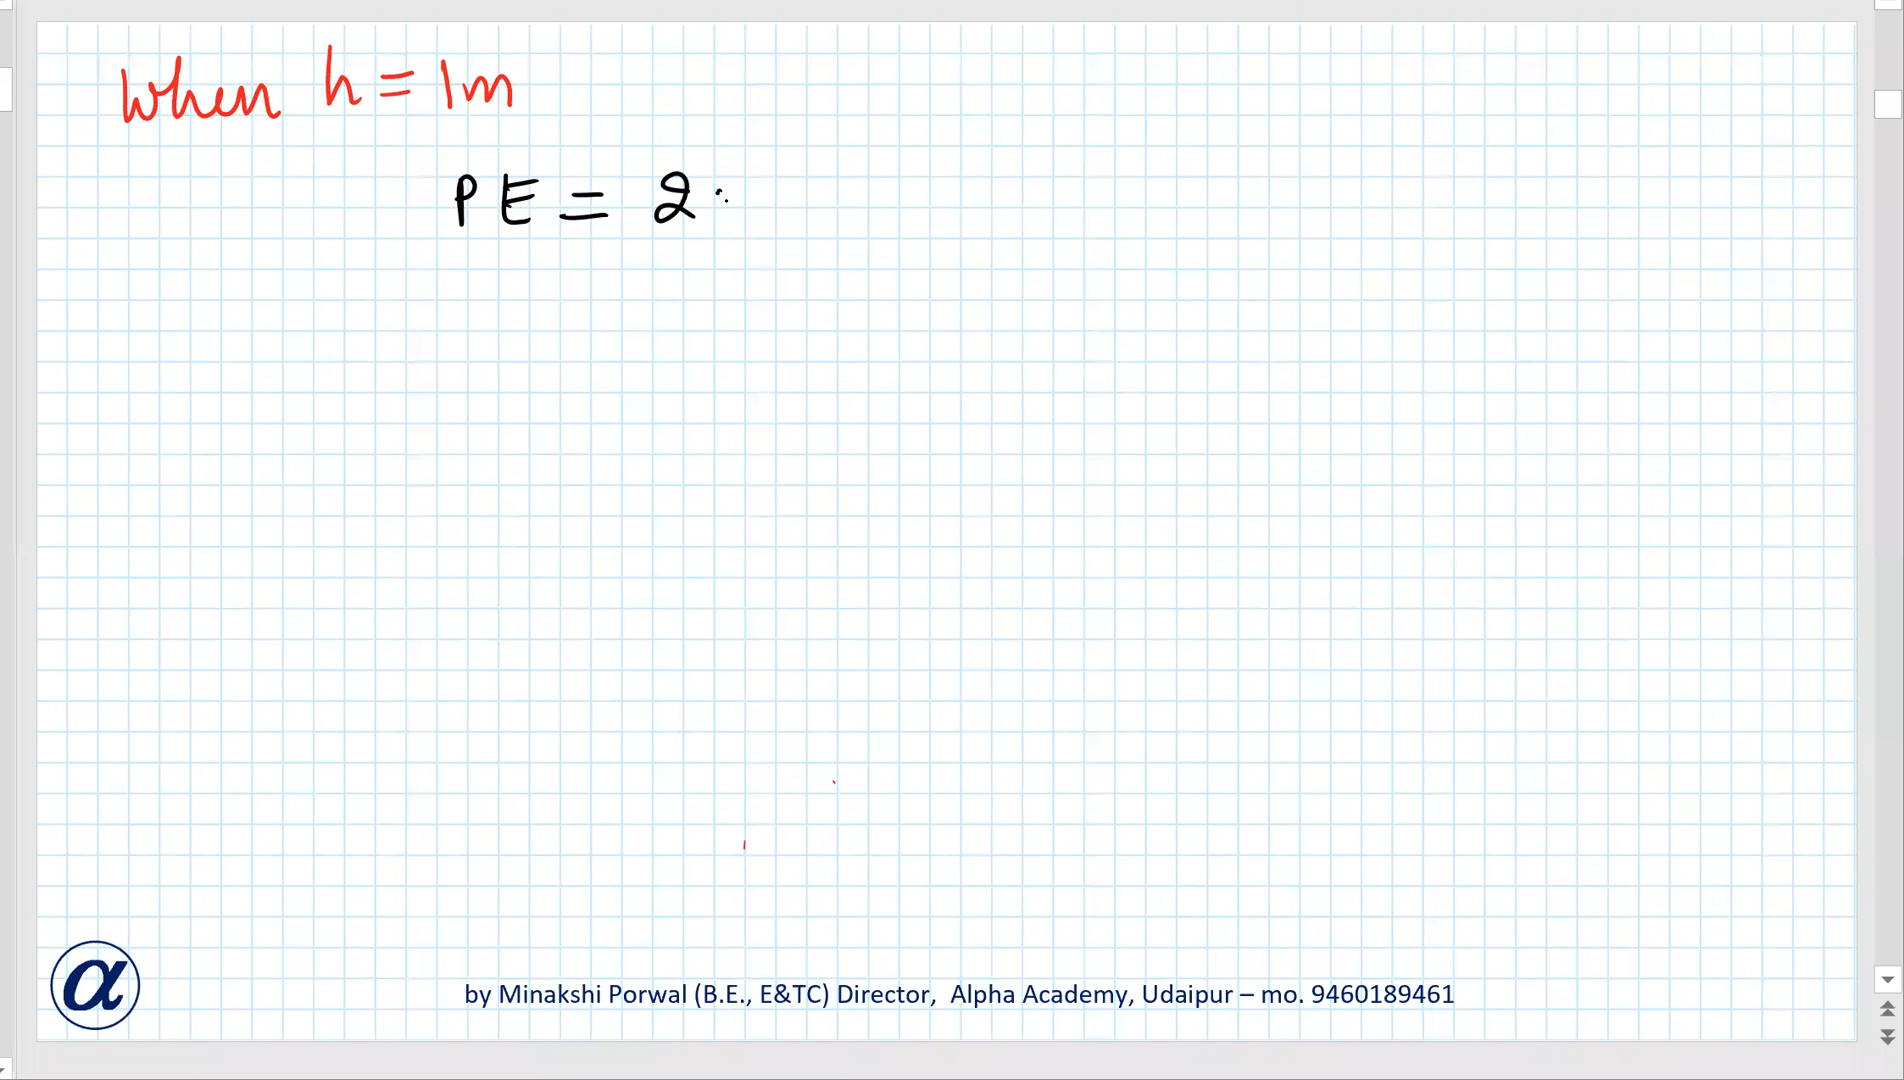 When h = 1m
PE = 2
α
by Minakshi Porwal (B.E., E&TC) Director, Alpha Academy, Udaipur – mo. 9460189461